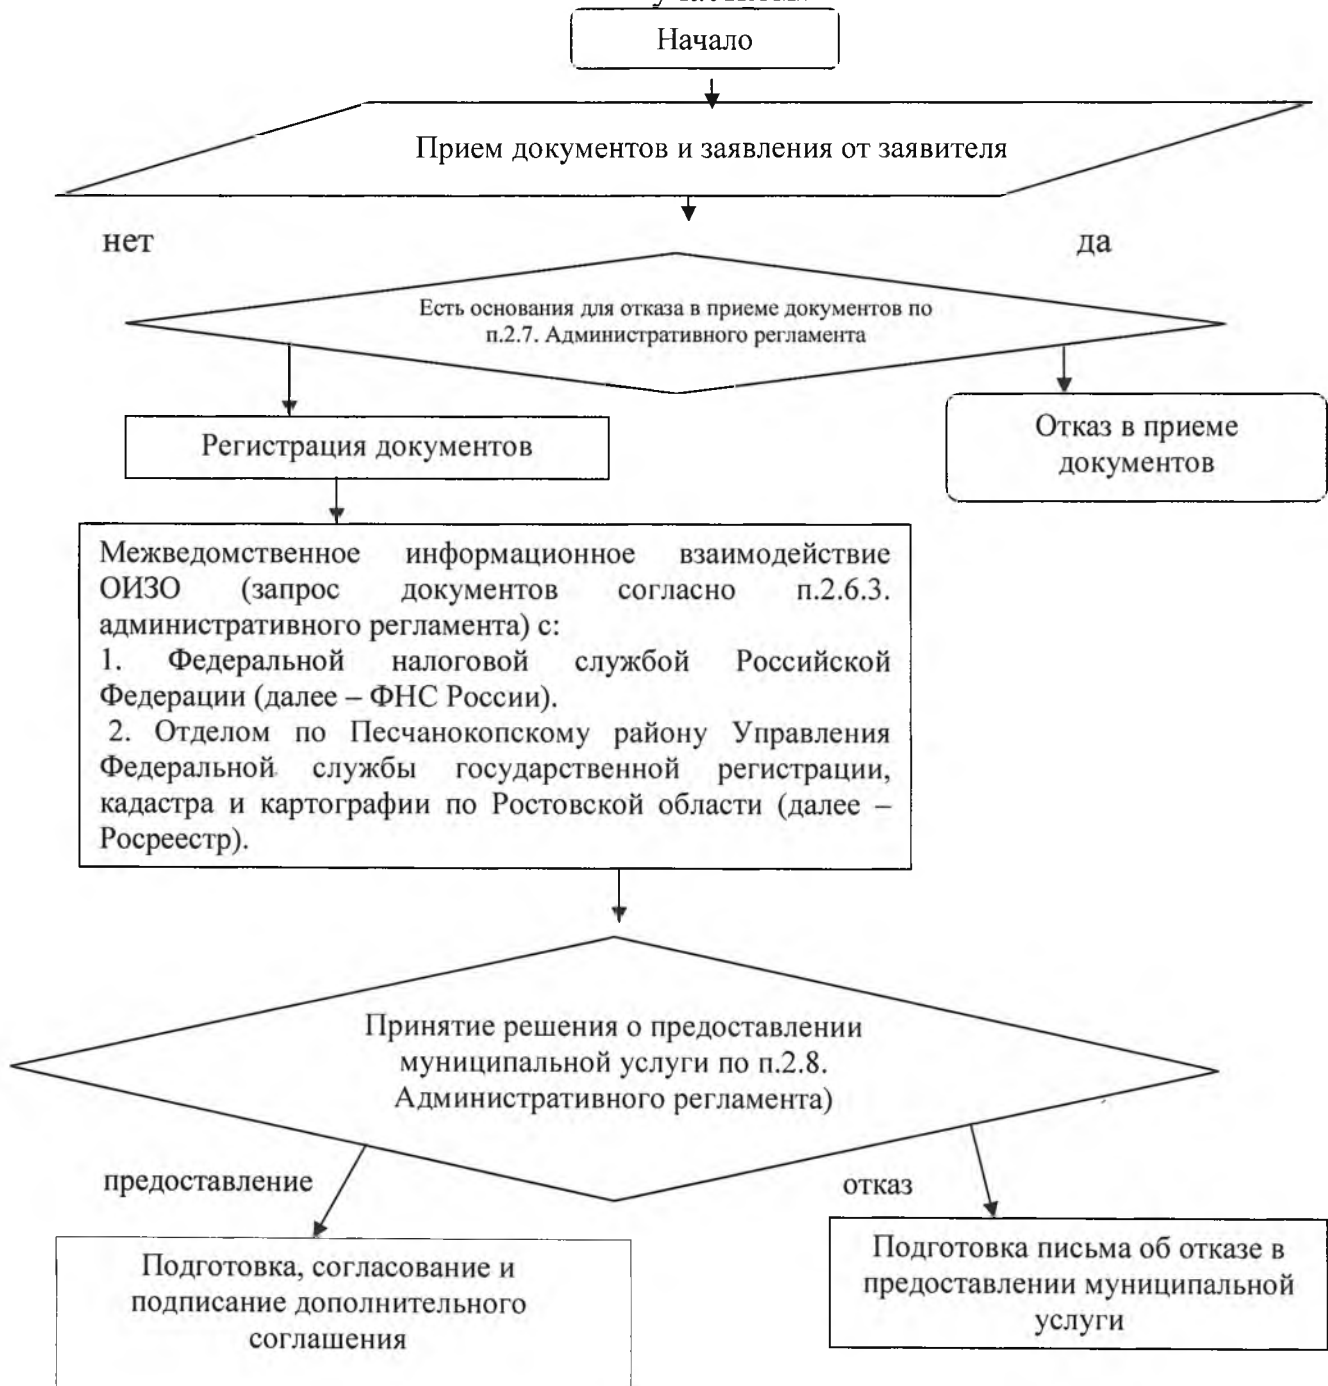 Начало
Прием документов и заявления от заявителя
нет
да
Есть основания для отказа в приеме документов по
п.2.7. Административного регламента
Регистрация документов
Отказ в приеме
документов
Межведомственное информационное взаимодействие
ОИЗО (запрос документов согласно п.2.6.3.
административного регламента) с:
1. Федеральной налоговой службой Российской
Федерации (далее – ФНС России).
2. Отделом по Песчанокопскому району Управления
Федеральной службы государственной регистрации,
кадастра и картографии по Ростовской области (далее –
Росреестр).
Принятие решения о предоставлении
муниципальной услуги по п.2.8.
Административного регламента)
предоставление
отказ
Подготовка, согласование и
подписание дополнительного
соглашения
Подготовка письма об отказе в
предоставлении муниципальной
услуги